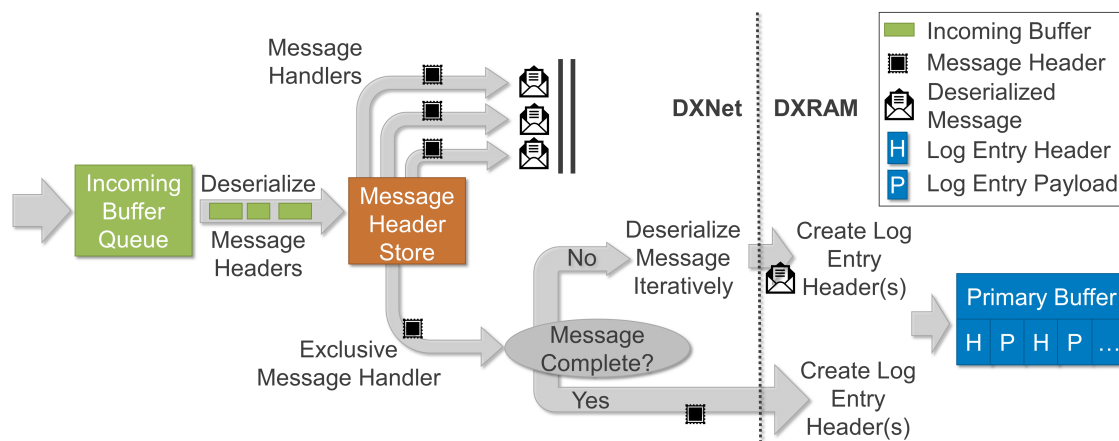 Message
Handlers
DXNet
DXRAM
Incoming Buffer
Message Header
Deserialized
Message
H Log Entry Header
P Log Entry Payload
Incoming
Buffer
Queue
Deserialize
Message
Headers
Message
Header
Store
No
Deserialize
Message
Iteratively
Create Log
Entry
Header(s)
Primary Buffer
H P H P ...
Exclusive
Message Handler
Message
Complete?
Yes
Create Log
Entry
Header(s)